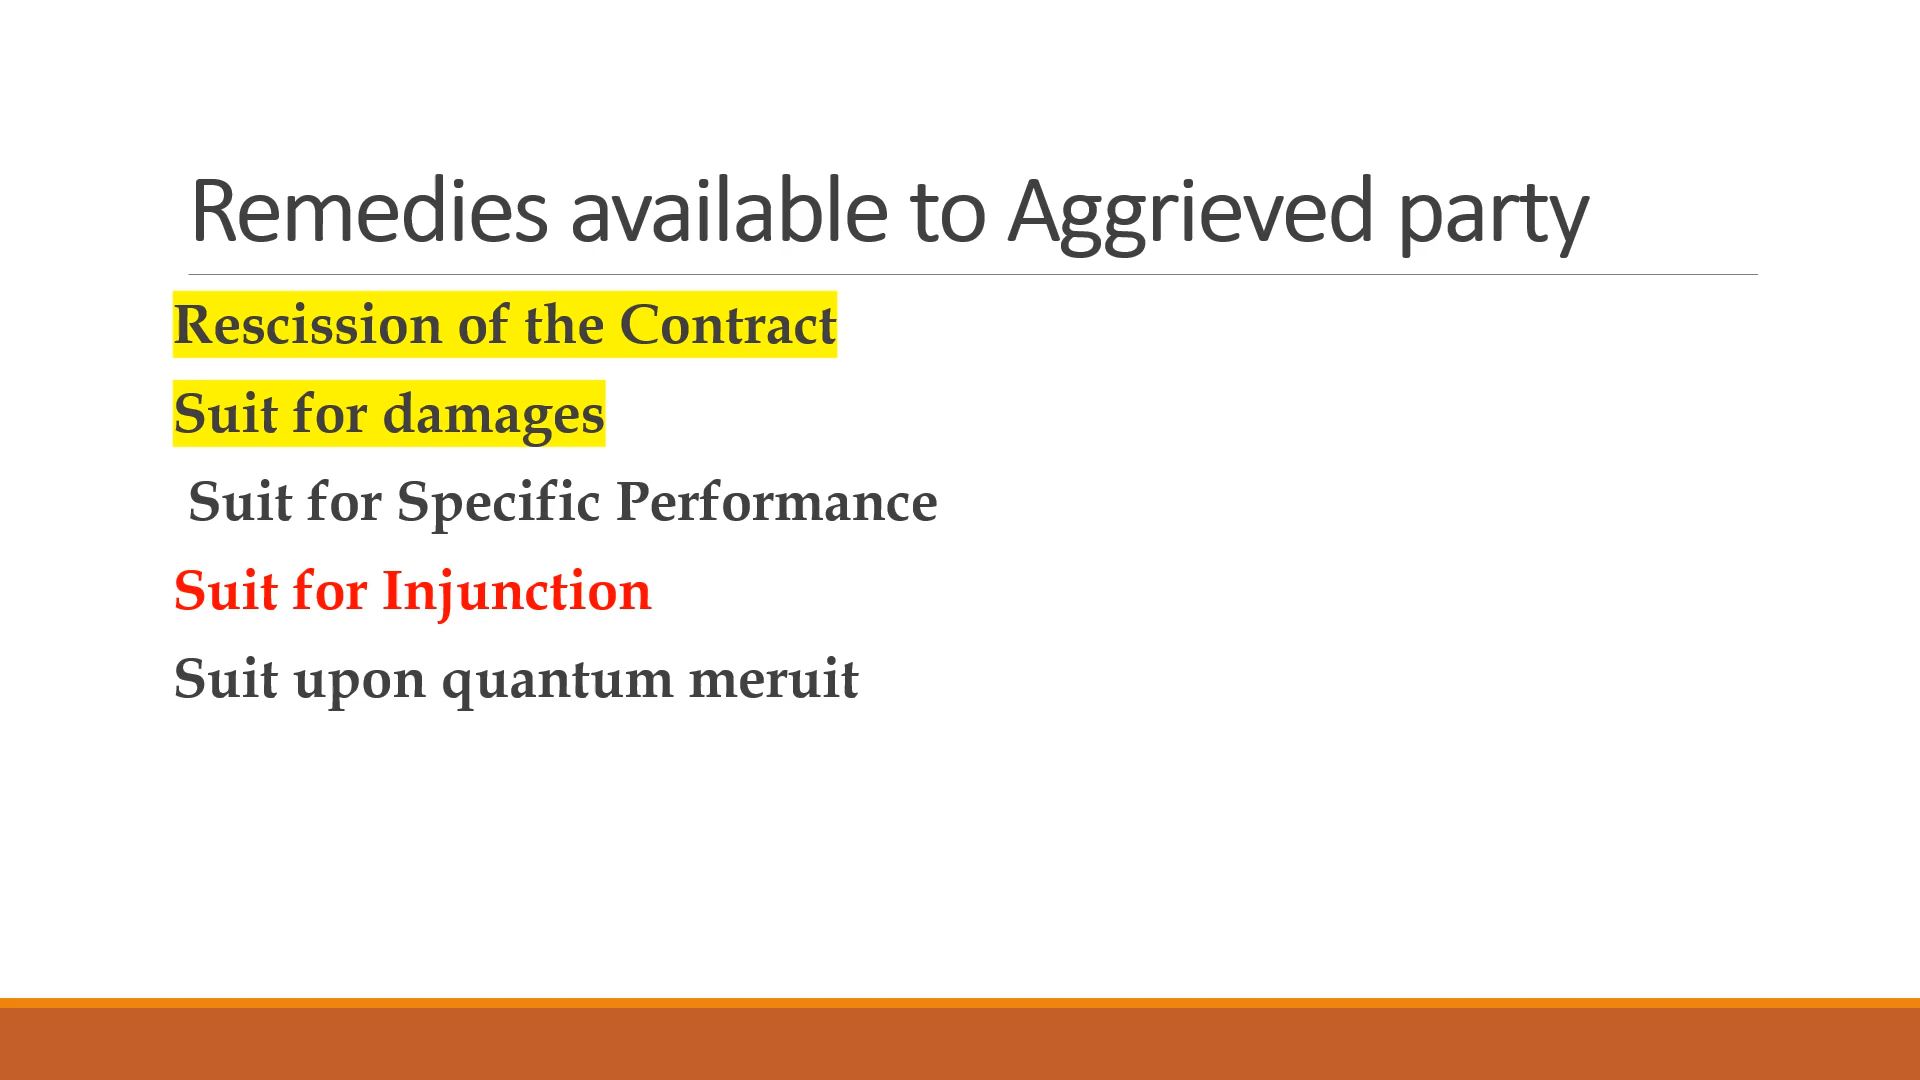 Remedies available to Aggrieved party
Rescission of the Contract
Suit for damages
Suit for Specific Performance
Suit for Injunction
Suit upon quantum meruit